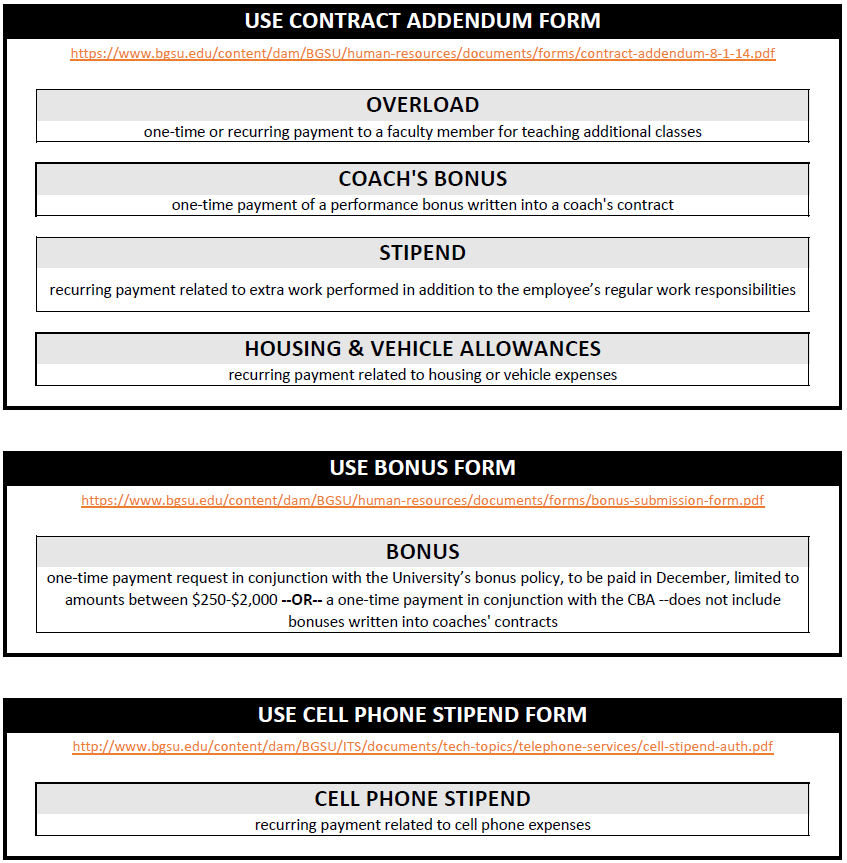 USE CONTRACT ADDENDUM FORM
https://www.bgsu.edu/content/dam/BGSU/human-resources/documents/forms/contract-addendum-8-1-14.pdf
OVERLOAD
one-time or recurring payment to a faculty member for teaching additional classes
COACH'S BONUS
one-time payment of a performance bonus written into a coach's contract
STIPEND
recurring payment related to extra work performed in addition to the employee’s regular work responsibilities
HOUSING & VEHICLE ALLOWANCES
recurring payment related to housing or vehicle expenses
USE BONUS FORM
https://www.bgsu.edu/content/dam/BGSU/human-resources/documents/forms/bonus-submission-form.pdf
BONUS
one-time payment request in conjunction with the University’s bonus policy, to be paid in December, limited to
amounts between $250-$2,000 --OR-- a one-time payment in conjunction with the CBA --does not include
bonuses written into coaches' contracts
USE CELL PHONE STIPEND FORM
http://www.bgsu.edu/content/dam/BGSU/ITS/documents/tech-topics/telephone-services/cell-stipend-auth.pdf
CELL PHONE STIPEND
recurring payment related to cell phone expenses